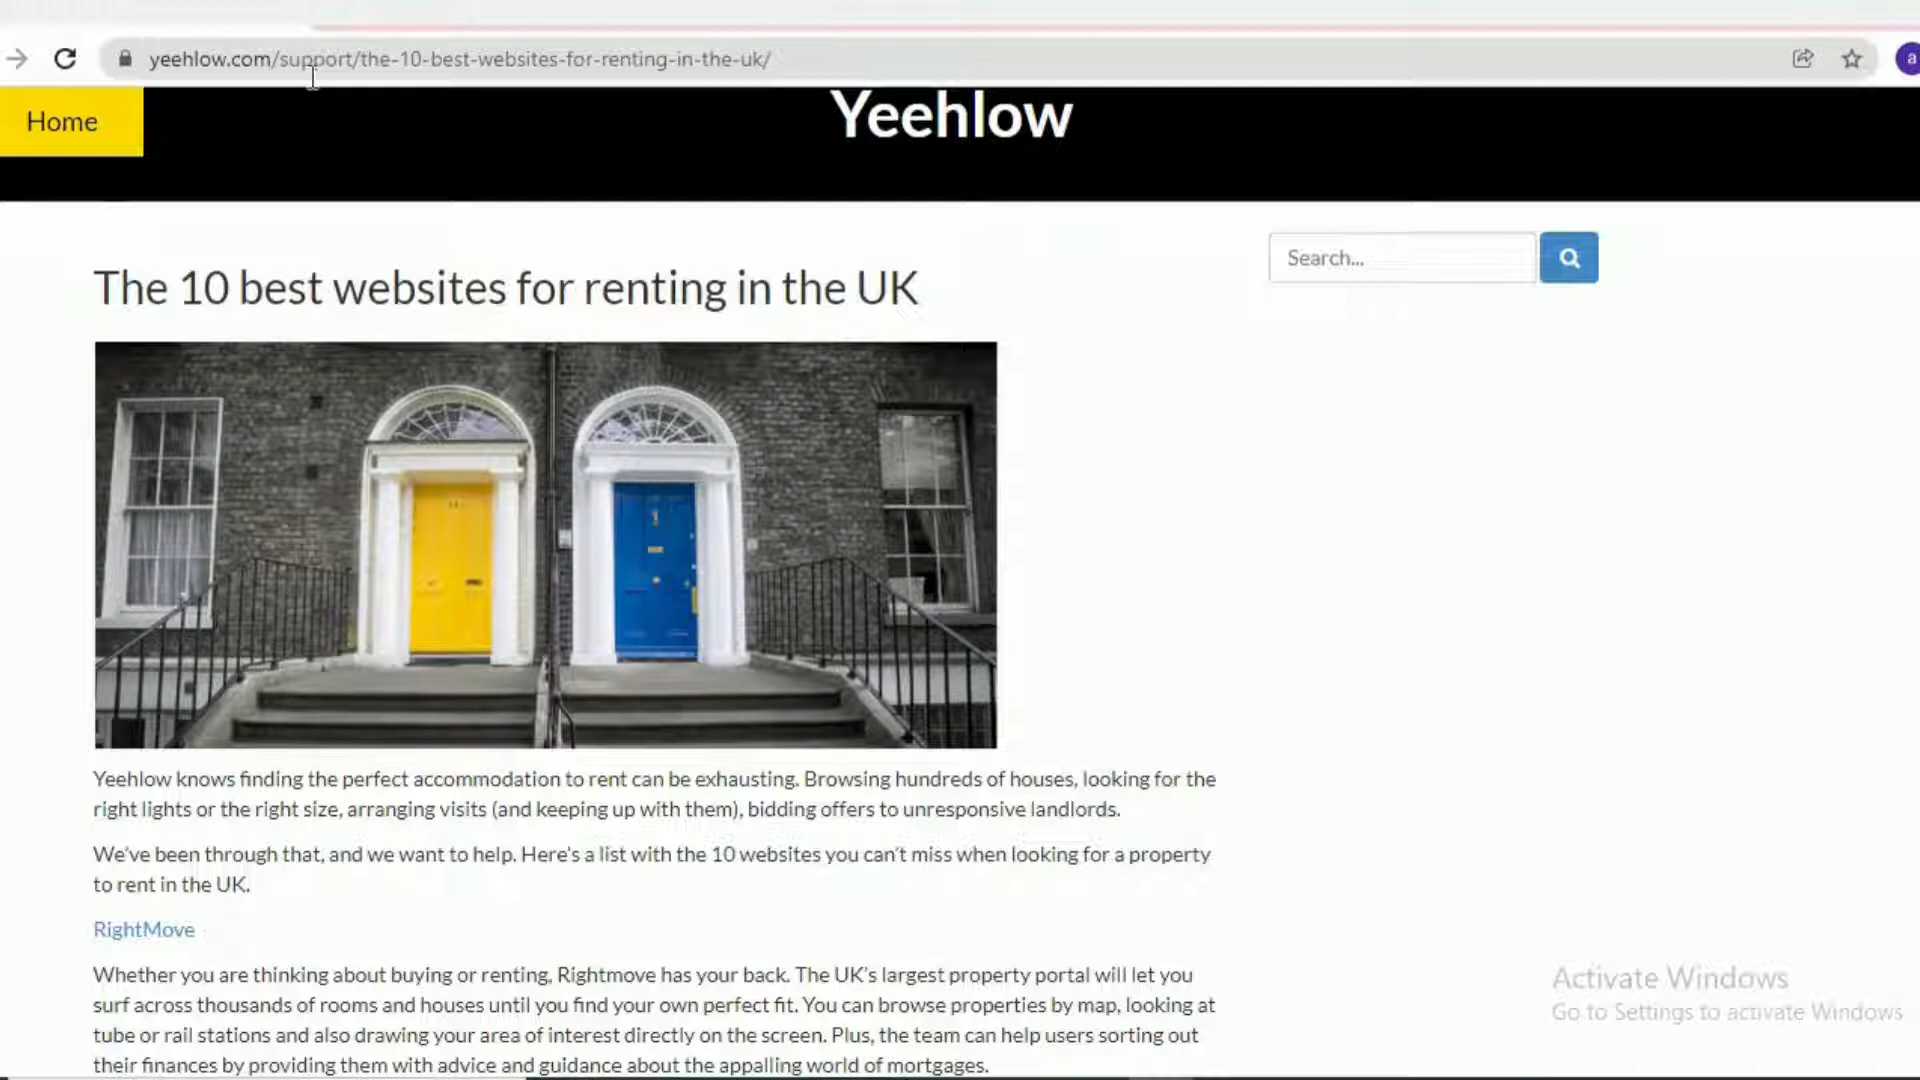 yeehlow.com/support/the-10-best-websites-for-renting-in-the-uk/
a
Home
Yeehlow
Search...
The 10 best websites for renting in the UK
Yeehlow knows finding the perfect accommodation to rent can be exhausting. Browsing hundreds of houses, looking for the
right lights or the right size, arranging visits (and keeping up with them), bidding offers to unresponsive landlords.
We've been through that, and we want to help. Here's a list with the 10 websites you can't miss when looking for a property
to rent in the UK.
RightMove
Whether you are thinking about buying or renting, Rightmove has your back. The UK's largest property portal will let you
surf across thousands of rooms and houses until you find your own perfect fit. You can browse properties by map, looking at
tube or rail stations and also drawing your area of interest directly on the screen. Plus, the team can help users sorting out
their finances by providing them with advice and guidance about the appalling world of mortgages.
Activate Windows
Go to Settings to activate Windows